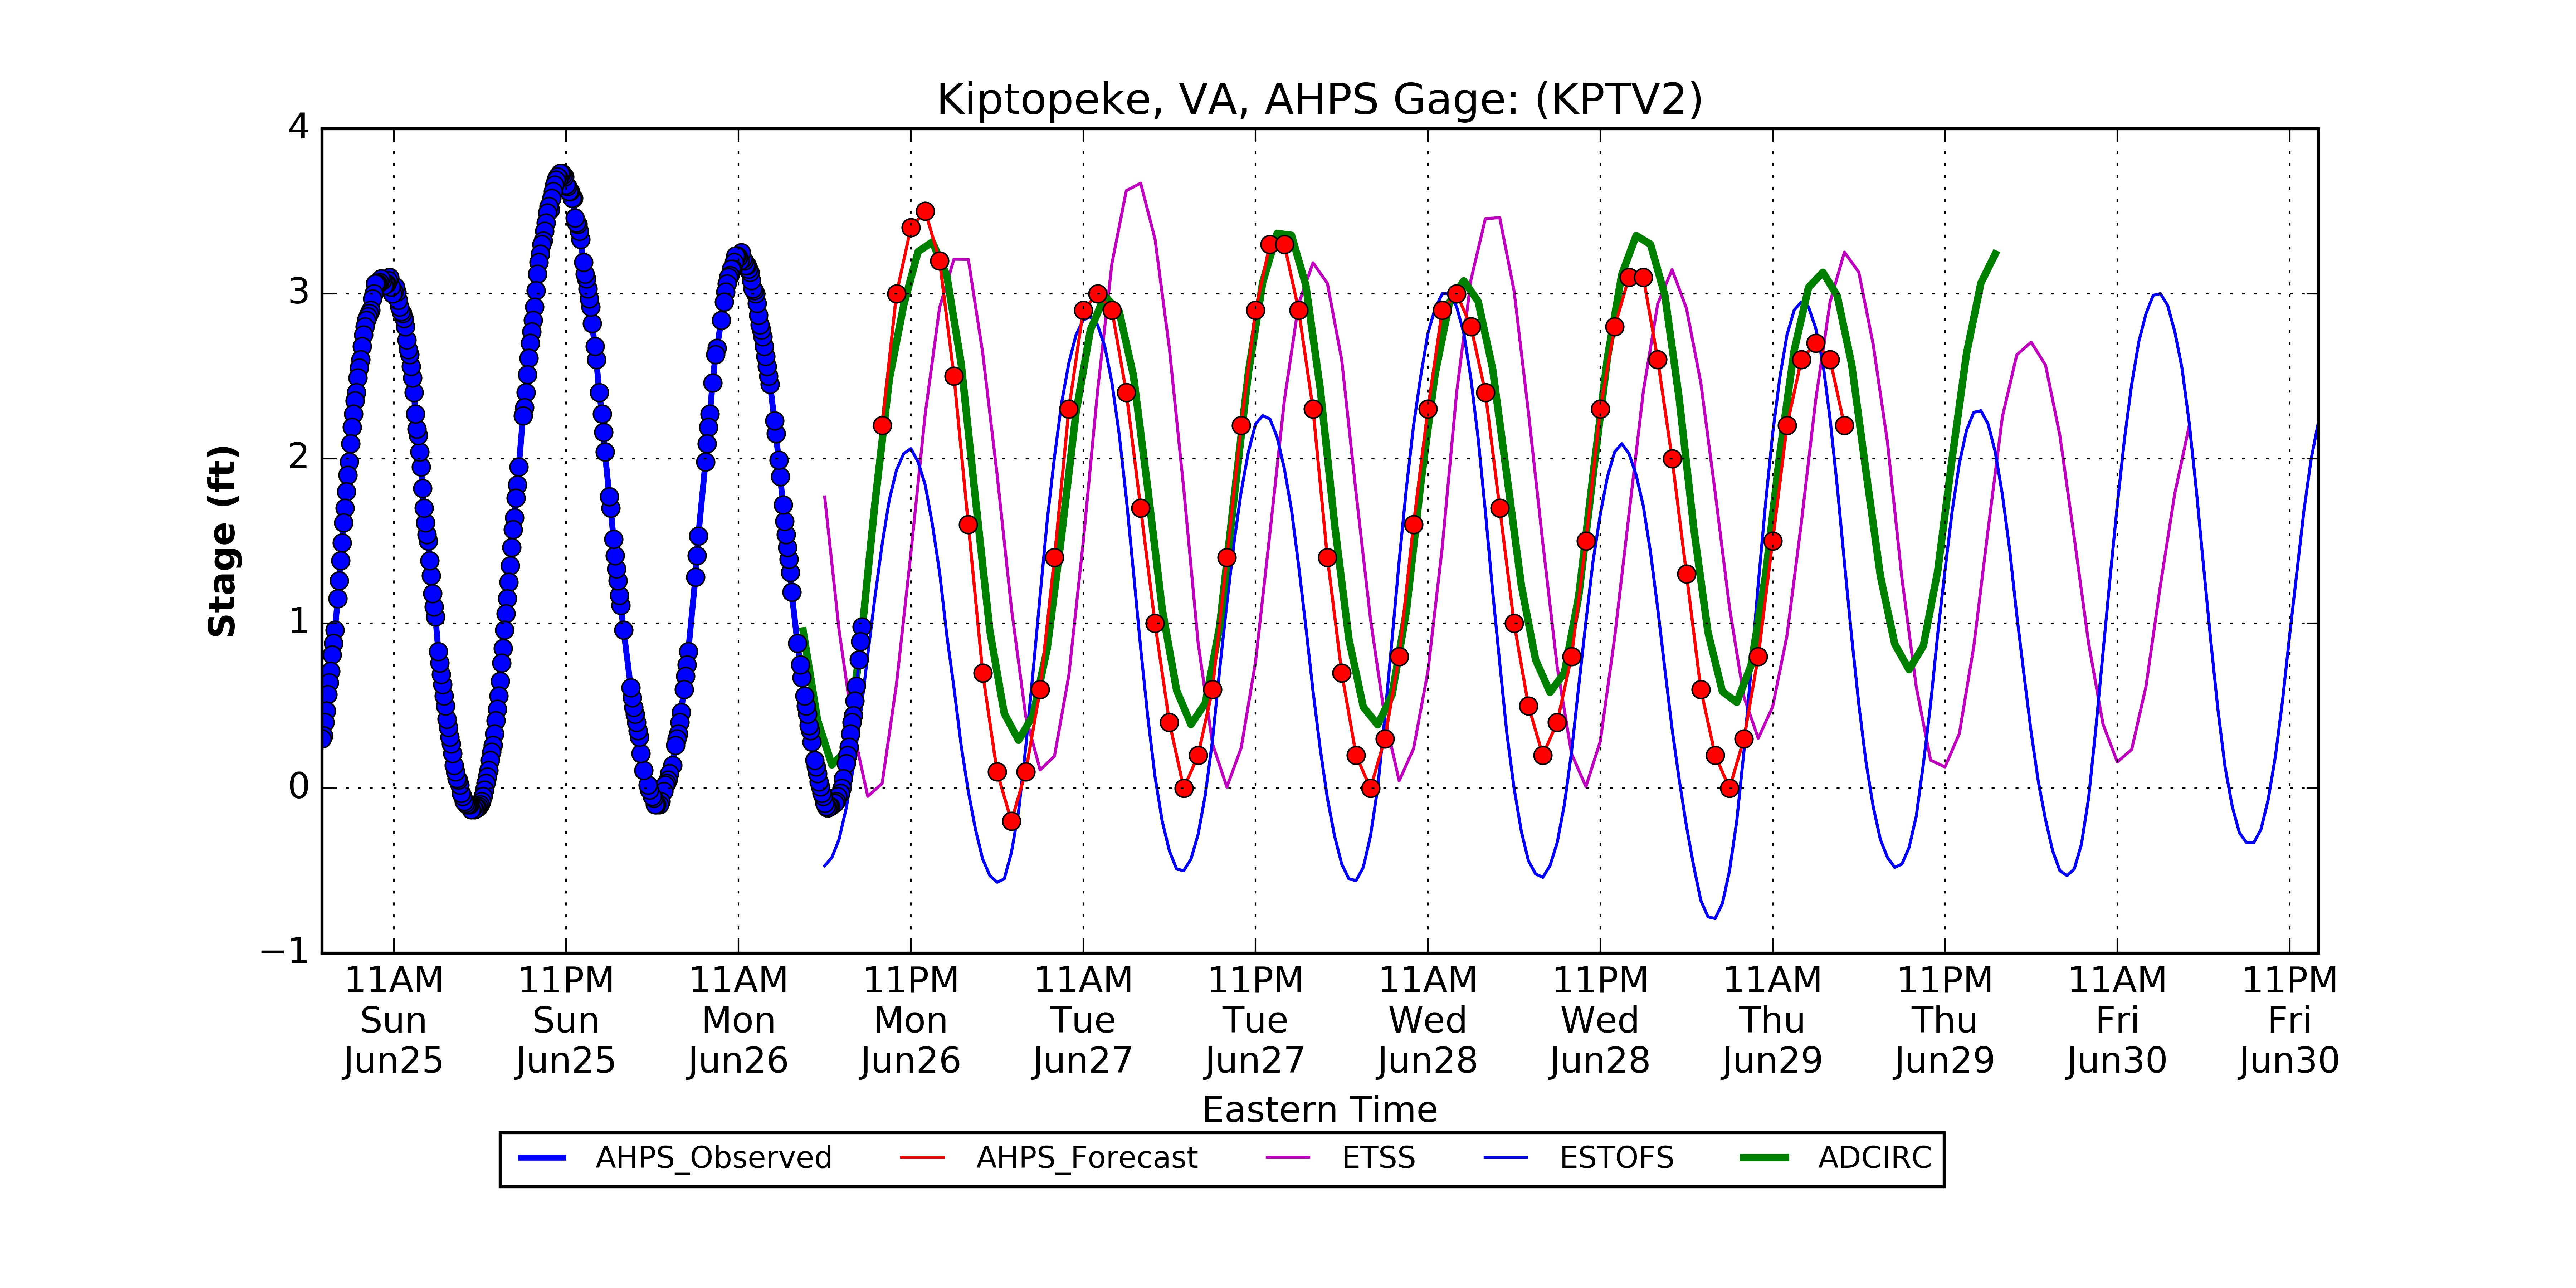 Kiptopeke, VA, AHPS Gage: (KPTV2)
4
3
2
1
0
−1
Stage (ft)
11AM 11PM 11AM 11PM 11AM 11PM 11AM 11PM 11AM 11PM 11AM 11PM
Sun Sun Mon Mon Tue Tue Wed Wed Thu Thu Fri Fri
Jun25 Jun25 Jun26 Jun26 Jun27 Jun27 Jun28 Jun28 Jun29 Jun29 Jun30 Jun30
Eastern Time
AHPS_Observed AHPS_Forecast ETSS ESTOFS ADCIRC